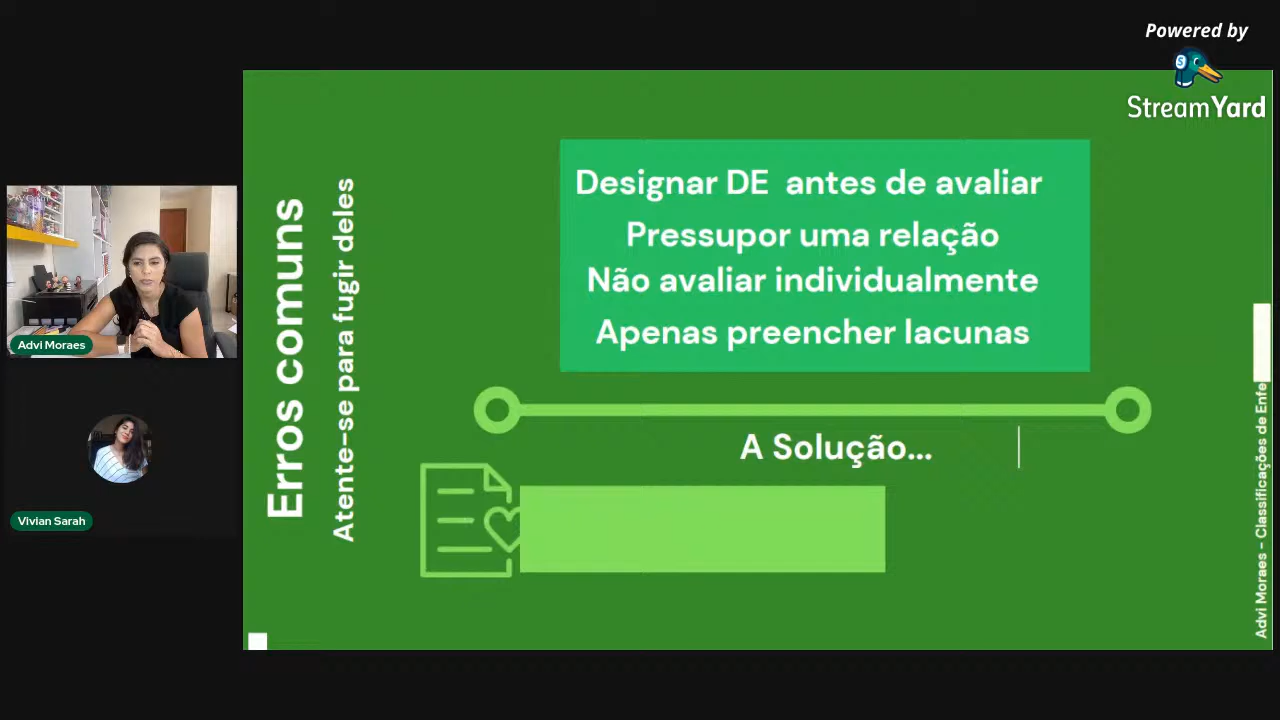 Powered by
StreamYard
Erros comuns
Atente-se para fugir deles
Designar DE antes de avaliar
Pressupor uma relação
Não avaliar individualmente
Apenas preencher lacunas
A Solução...
Advi Moraes
Vivian Sarah
Advi Moraes - Classificações de Enfe